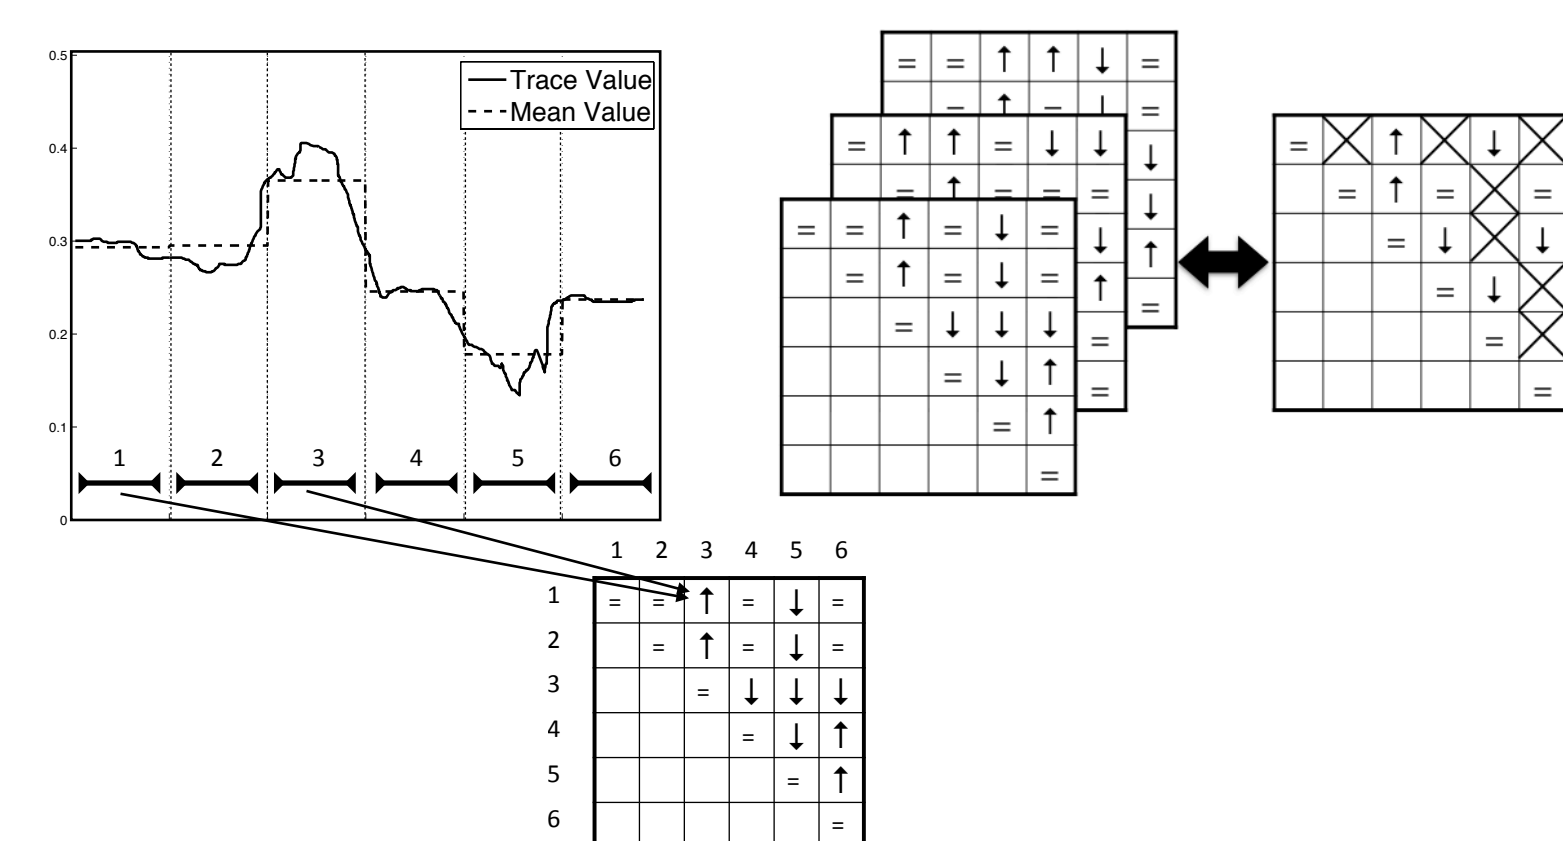 0.5
Trace Value
Mean Value
0.4
0.3
0.2
0.1
1 2 3 4 5 6
0
= = ↑ ↑ ↓ =
= ↑ = ↓ =
↓
↓
↑
=
= ↑ ↑ = ↓ ↓
= ↑ = = =
↓
↑
=
=
= = ↑ = ↓ =
= ↑ = ↓ =
= ↓ ↓ ↓
= ↓ ↑
= ↑
=
= ↑ ↓
= ↑ = =
= ↓ ↓
= ↓
=
=
1 2 3 4 5 6
1 = = ↑ = ↓ =
2 = ↑ = ↓ =
3 = ↓ ↓ ↓
4 = ↓ ↑
5 = ↑
6 =